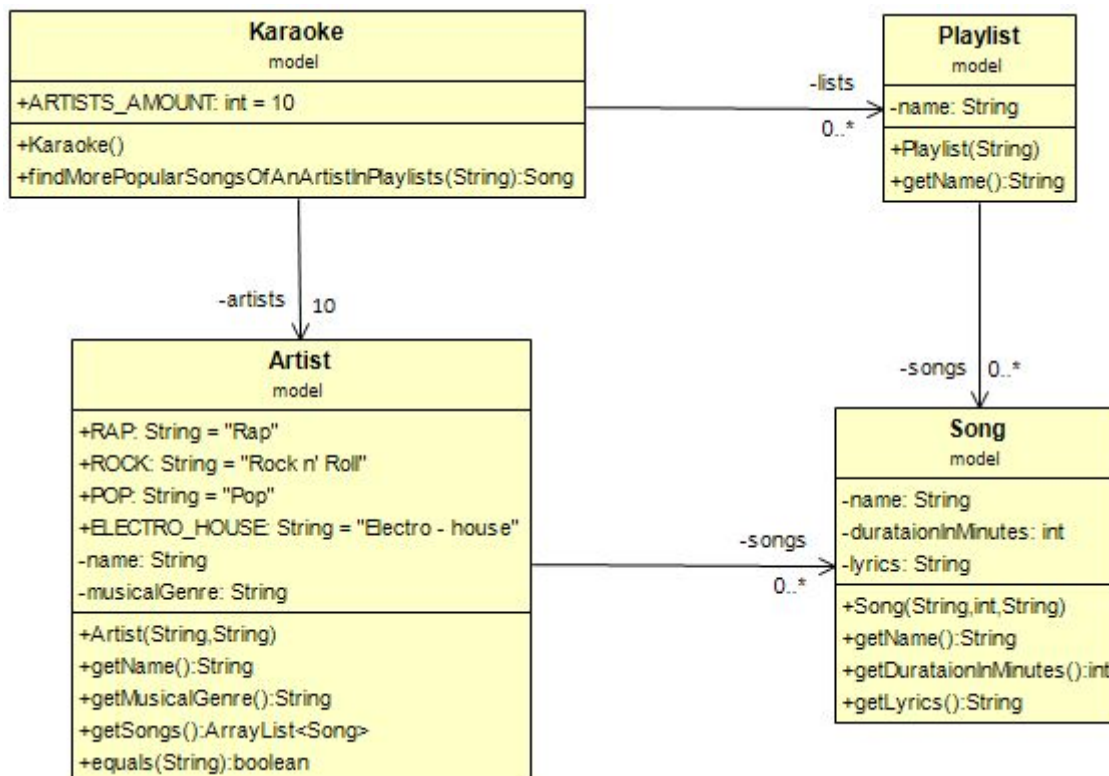 Karaoke
model
+ARTISTS_AMOUNT: int = 10
+Karaoke()
+findMorePopularSongsOfAnArtistInPlaylists(String):Song
-lists
0..*
Playlist
model
-name: String
+Playlist(String)
+getName():String
-artists
10
-songs
0..*
Artist
model
+RAP: String = "Rap"
+ROCK: String = "Rock n' Roll"
+POP: String = "Pop"
+ELECTRO_HOUSE: String = "Electro - house"
-name: String
-musicalGenre: String
+Artist(String,String)
+getName():String
+getMusicalGenre():String
+getSongs():ArrayList<Song>
+equals(String):boolean
-songs
0..*
Song
model
-name: String
-durataionInMinutes: int
-lyrics: String
+Song(String,int,String)
+getName():String
+getDurataionInMinutes():int
+getLyrics():String